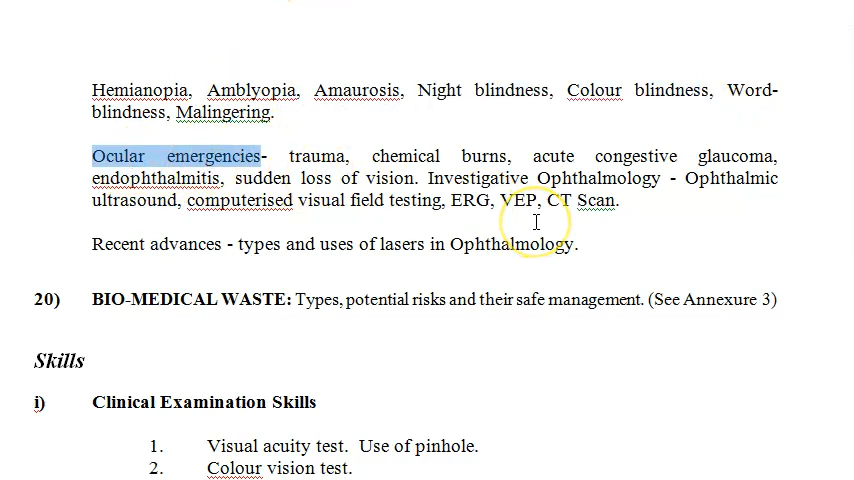 Hemianopia, Amblyopia, Amaurosis, Night blindness, Colour blindness, Word-
blindness, Malingering.
Ocular emergencies- trauma, chemical burns, acute congestive glaucoma,
endophthalmitis, sudden loss of vision. Investigative Ophthalmology - Ophthalmic
ultrasound, computerised visual field testing, ERG, VEP, CT Scan.
Recent advances - types and uses of lasers in Ophthalmology.
20) BIO-MEDICAL WASTE: Types, potential risks and their safe management. (See Annexure 3)
Skills
i) Clinical Examination Skills
1. Visual acuity test. Use of pinhole.
2. Colour vision test.